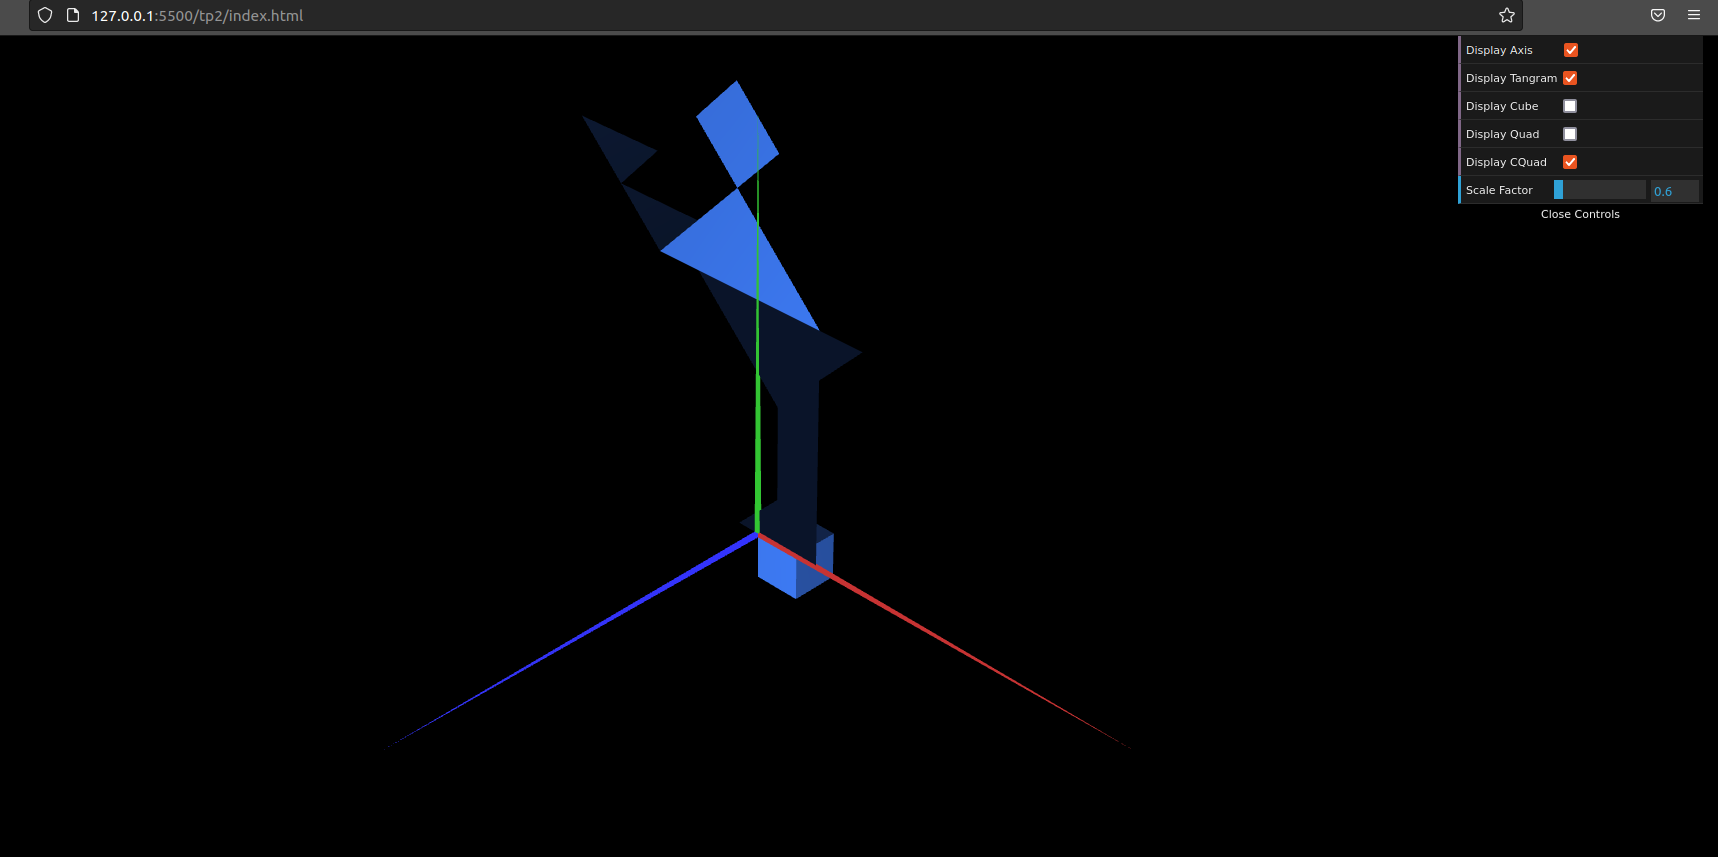 127.0.0.1:5500/tp2/index.html
Display Axis
Display Tangram
Display Cube
Display Quad
Display CQuad
Scale Factor 0.6
Close Controls